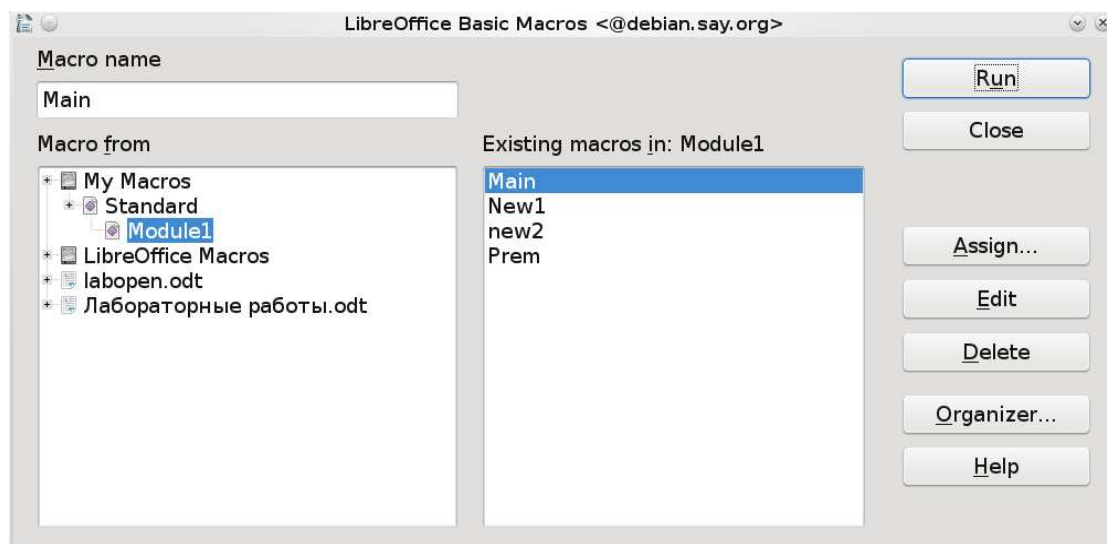 LibreOffice Basic Macros <@debian.say.org>
Macro name
Main
Macro from
My Macros
Standard
Module1
LibreOffice Macros
labopen.odt
Лабораторные работы.odt
Existing macros in: Module1
Main
New1
new2
Prem
Run
Close
Assign...
Edit
Delete
Organizer...
Help